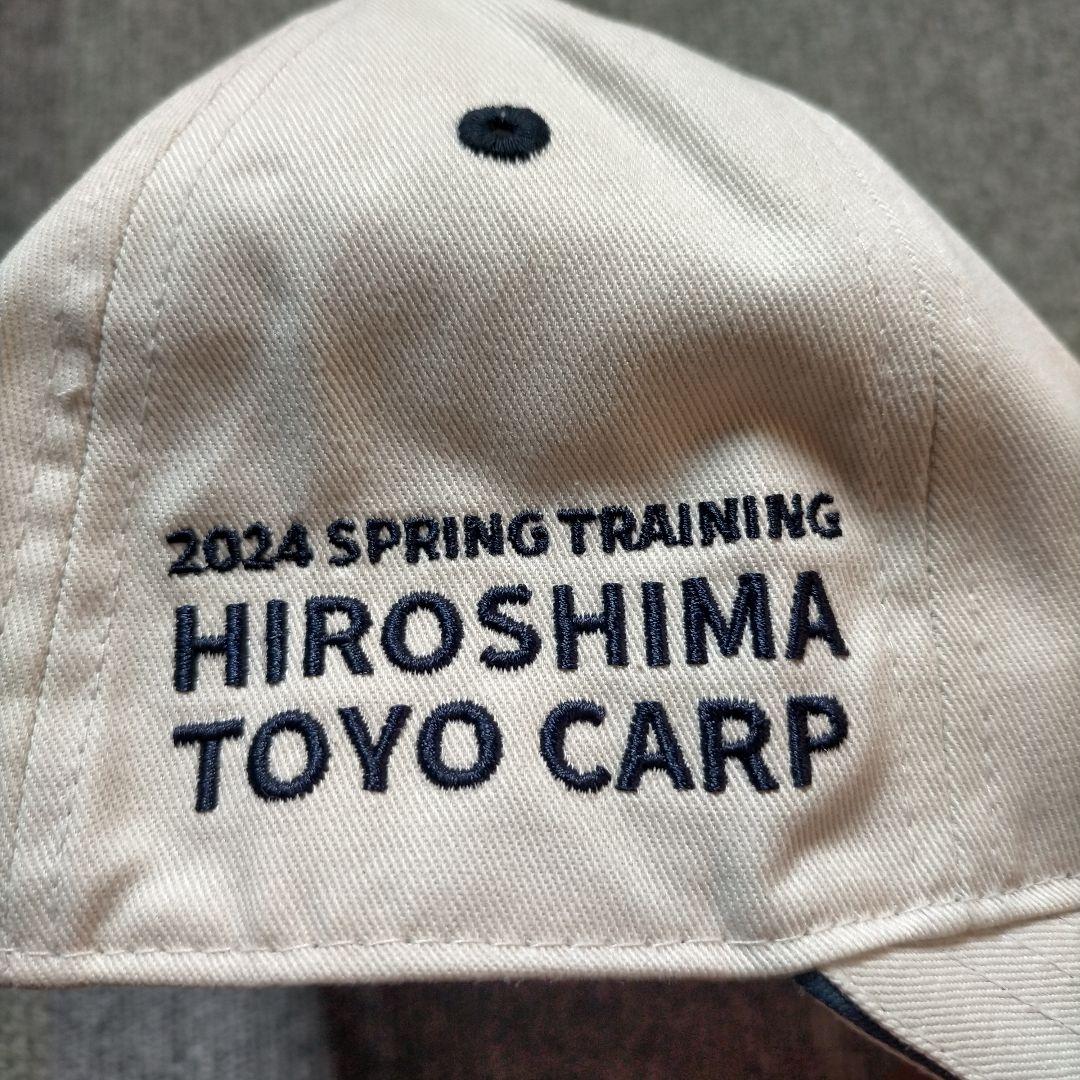 2024 SPRING TRAINING
HIROSHIMA
TOYO CARP